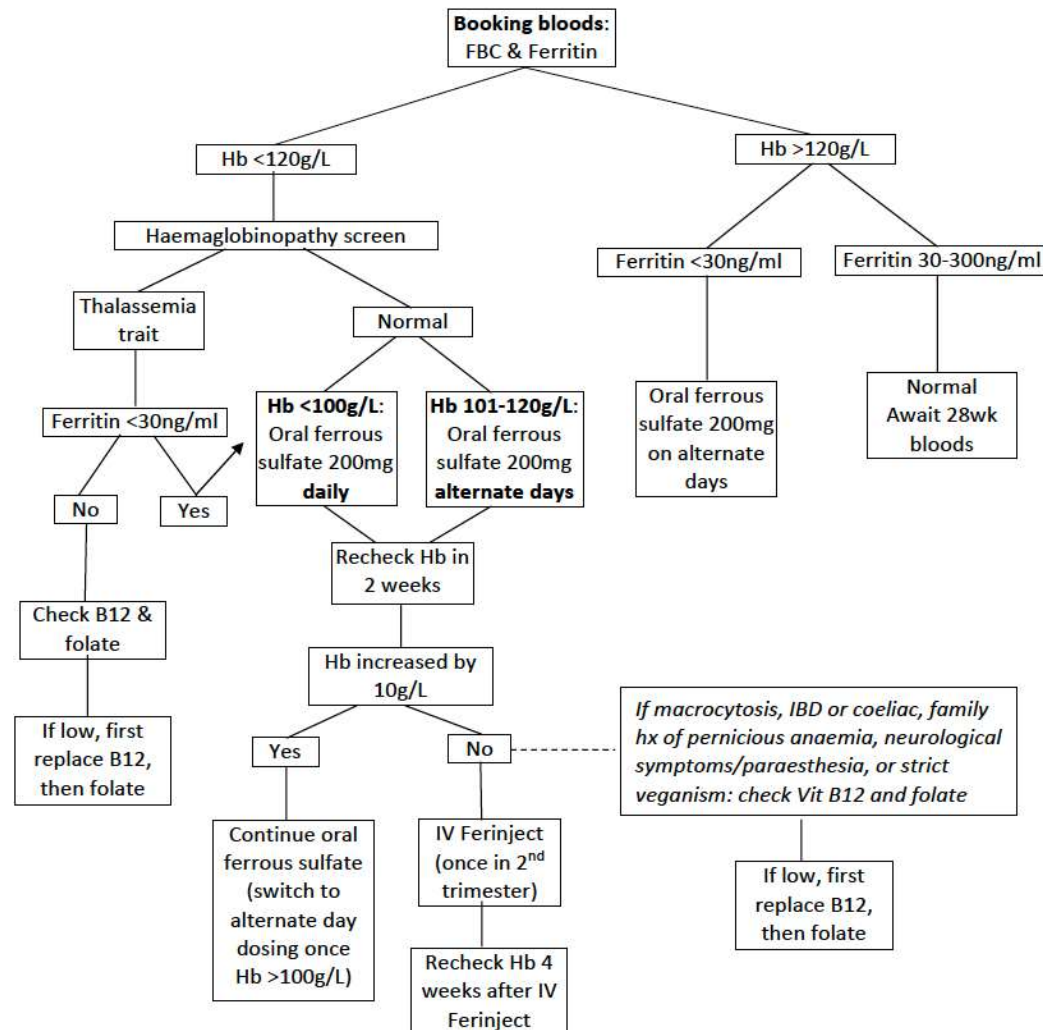 Booking bloods:
FBC & Ferritin
Hb <120g/L
Hb >120g/L
Haemaglobinopathy screen
Ferritin <30ng/ml
Ferritin 30-300ng/ml
Thalassemia
trait
Normal
Oral ferrous
sulfate 200mg
on alternate
days
Normal
Await 28wk
bloods
Ferritin <30ng/ml
Hb <100g/L:
Oral ferrous
sulfate 200mg
daily
Hb 101-120g/L:
Oral ferrous
sulfate 200mg
alternate days
No
Yes
Recheck Hb in
2 weeks
Check B12 &
folate
Hb increased by
10g/L
If low, first
replace B12,
then folate
Yes
No
If macrocytosis, IBD or coeliac, family
hx of pernicious anaemia, neurological
symptoms/paraesthesia, or strict
veganism: check Vit B12 and folate
Continue oral
ferrous sulfate
(switch to
alternate day
dosing once
Hb >100g/L)
IV Ferinject
(once in 2nd
trimester)
If low, first
replace B12,
then folate
Recheck Hb 4
weeks after IV
Ferinject